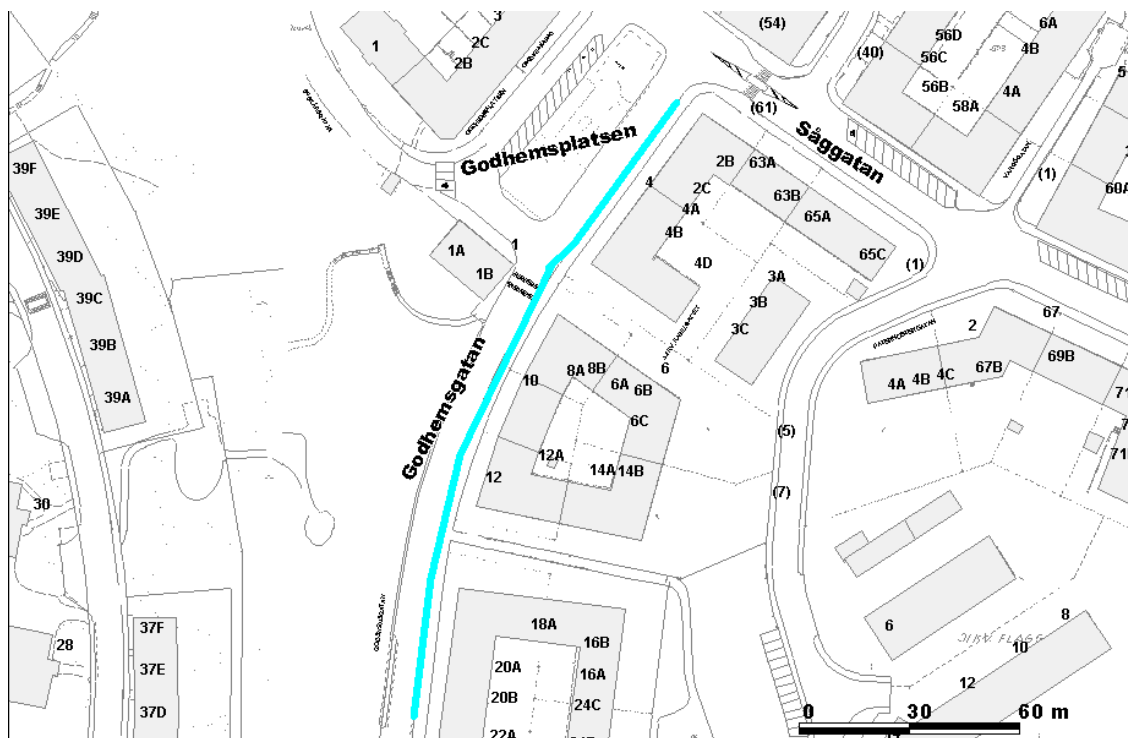 3
(54)
6A
1
2C
56D
4B
(40)
56C
2B
56B
58A
4A
(61)
Säggatan
Godhemsplatsen
4
4
39F
2B
63A
(1)
4
2C
63B
60A
39E
4A
65A
4B
1
1A
65C
39D
4D
(1)
1B
3A
39C
3B
67
3C
2
39B
Godhemsgatan
69B
8B
6
67B
8A
4C
10
6A
6B
4A
4B
39A
71
6C
(5)
12A
71
14A
14B
12
(7)
30
18A
8
37F
6
28
16B
10
37E
20A
16A
12
37D
20B
24C
0
30
60 m
22A